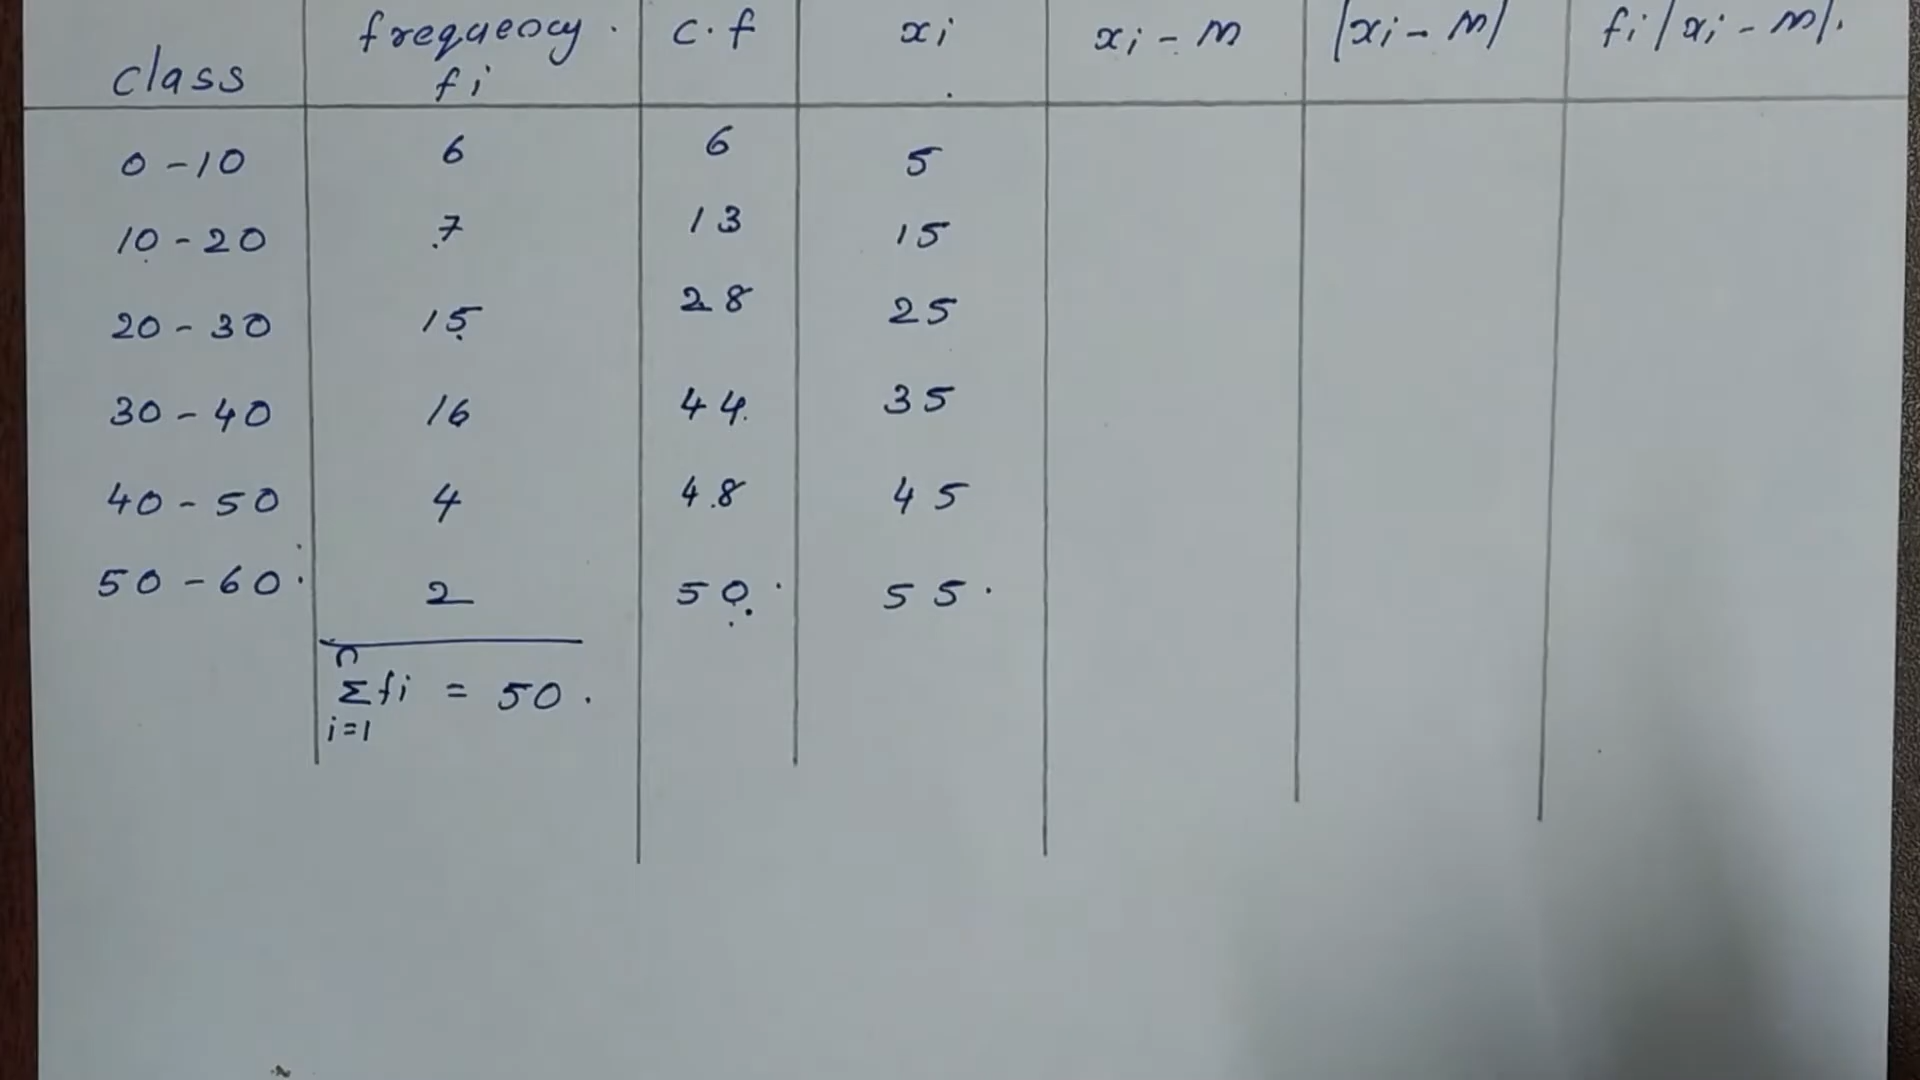 class frequency fi c.f xi xi - M |xi - M| fi |xi - M|.
0 - 10 6 6 5
10 - 20 7 13 15
20 - 30 15 28 25
30 - 40 16 44 35
40 - 50 4 48 45
50 - 60 2 50 55
n
Σfi = 50.
i=1